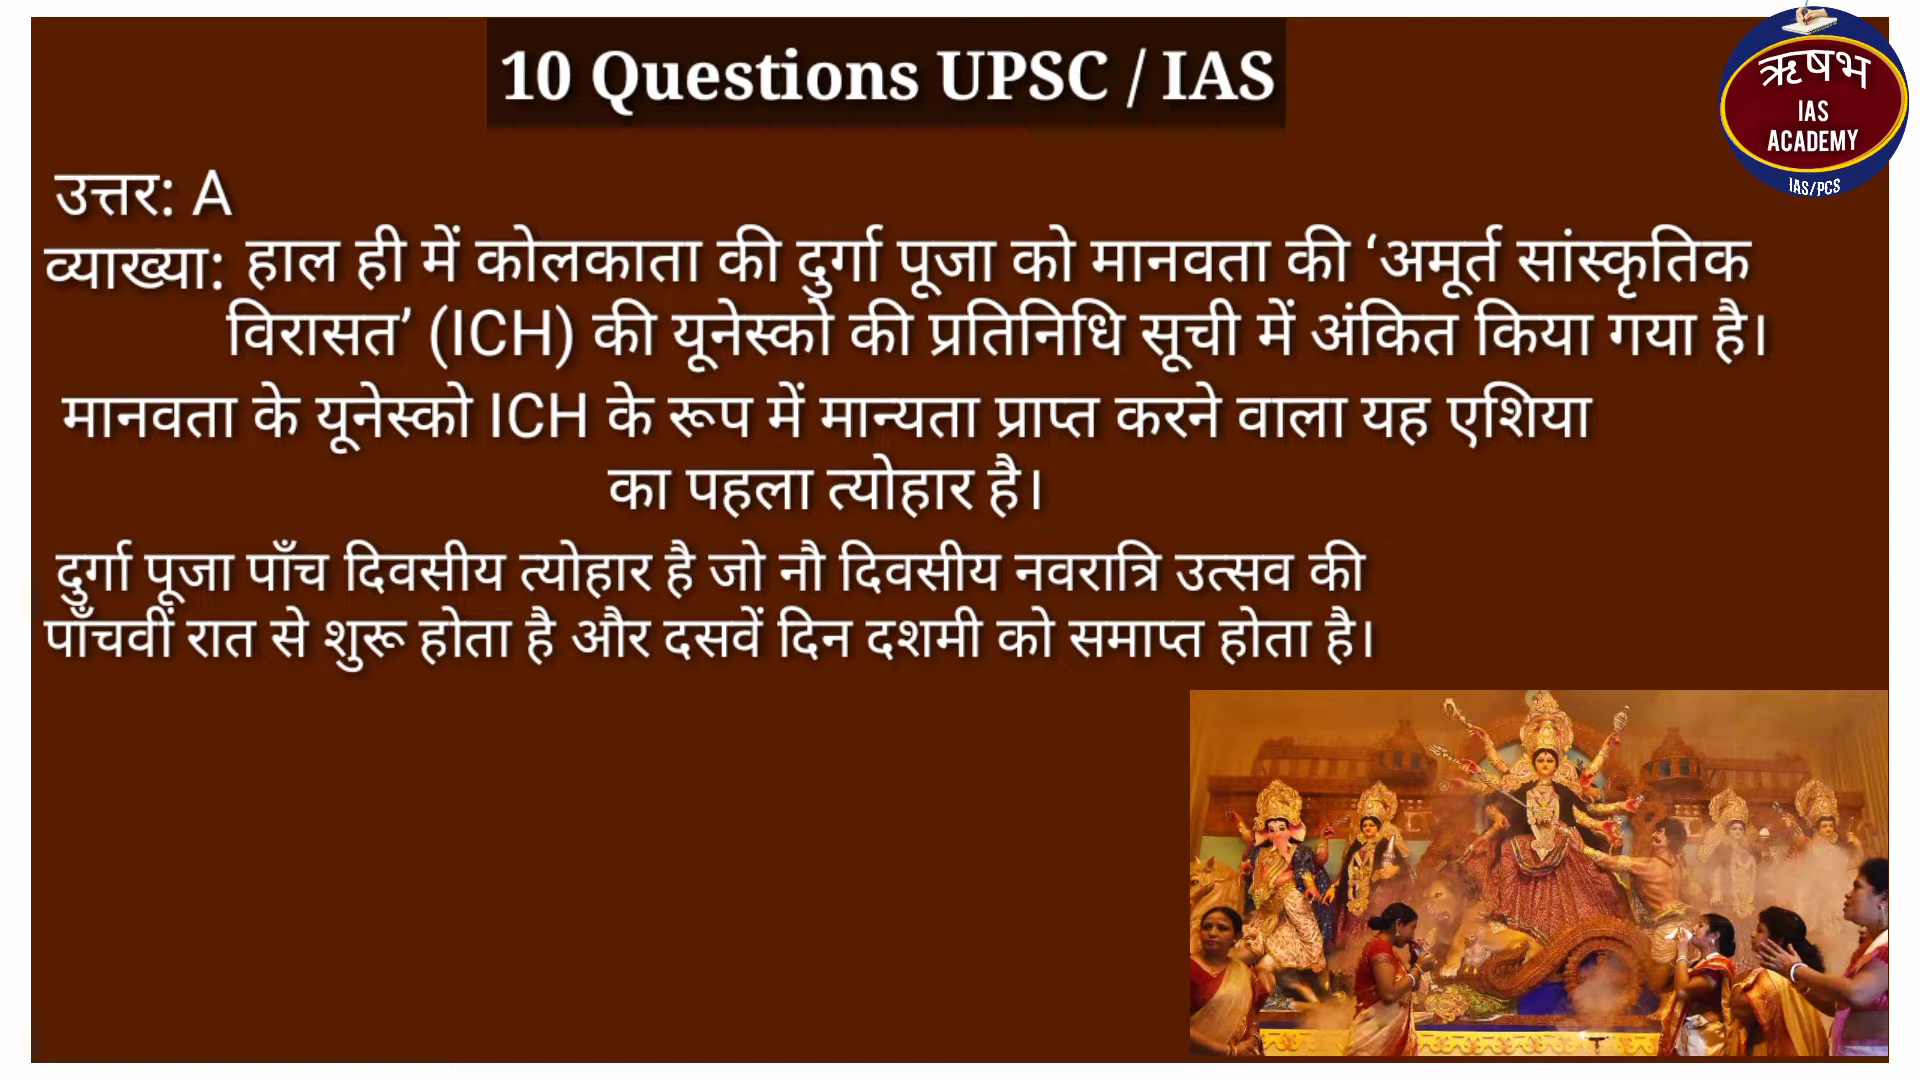 10 Questions UPSC / IAS
ऋषभ
IAS
ACADEMY
IAS/PCS
उत्तर: A
व्याख्या: हाल ही में कोलकाता की दुर्गा पूजा को मानवता की ‘अमूर्त सांस्कृतिक
विरासत’ (ICH) की यूनेस्को की प्रतिनिधि सूची में अंकित किया गया है।
मानवता के यूनेस्को ICH के रूप में मान्यता प्राप्त करने वाला यह एशिया
का पहला त्योहार है।
दुर्गा पूजा पाँच दिवसीय त्योहार है जो नौ दिवसीय नवरात्रि उत्सव की
पाँचवीं रात से शुरू होता है और दसवें दिन दशमी को समाप्त होता है।